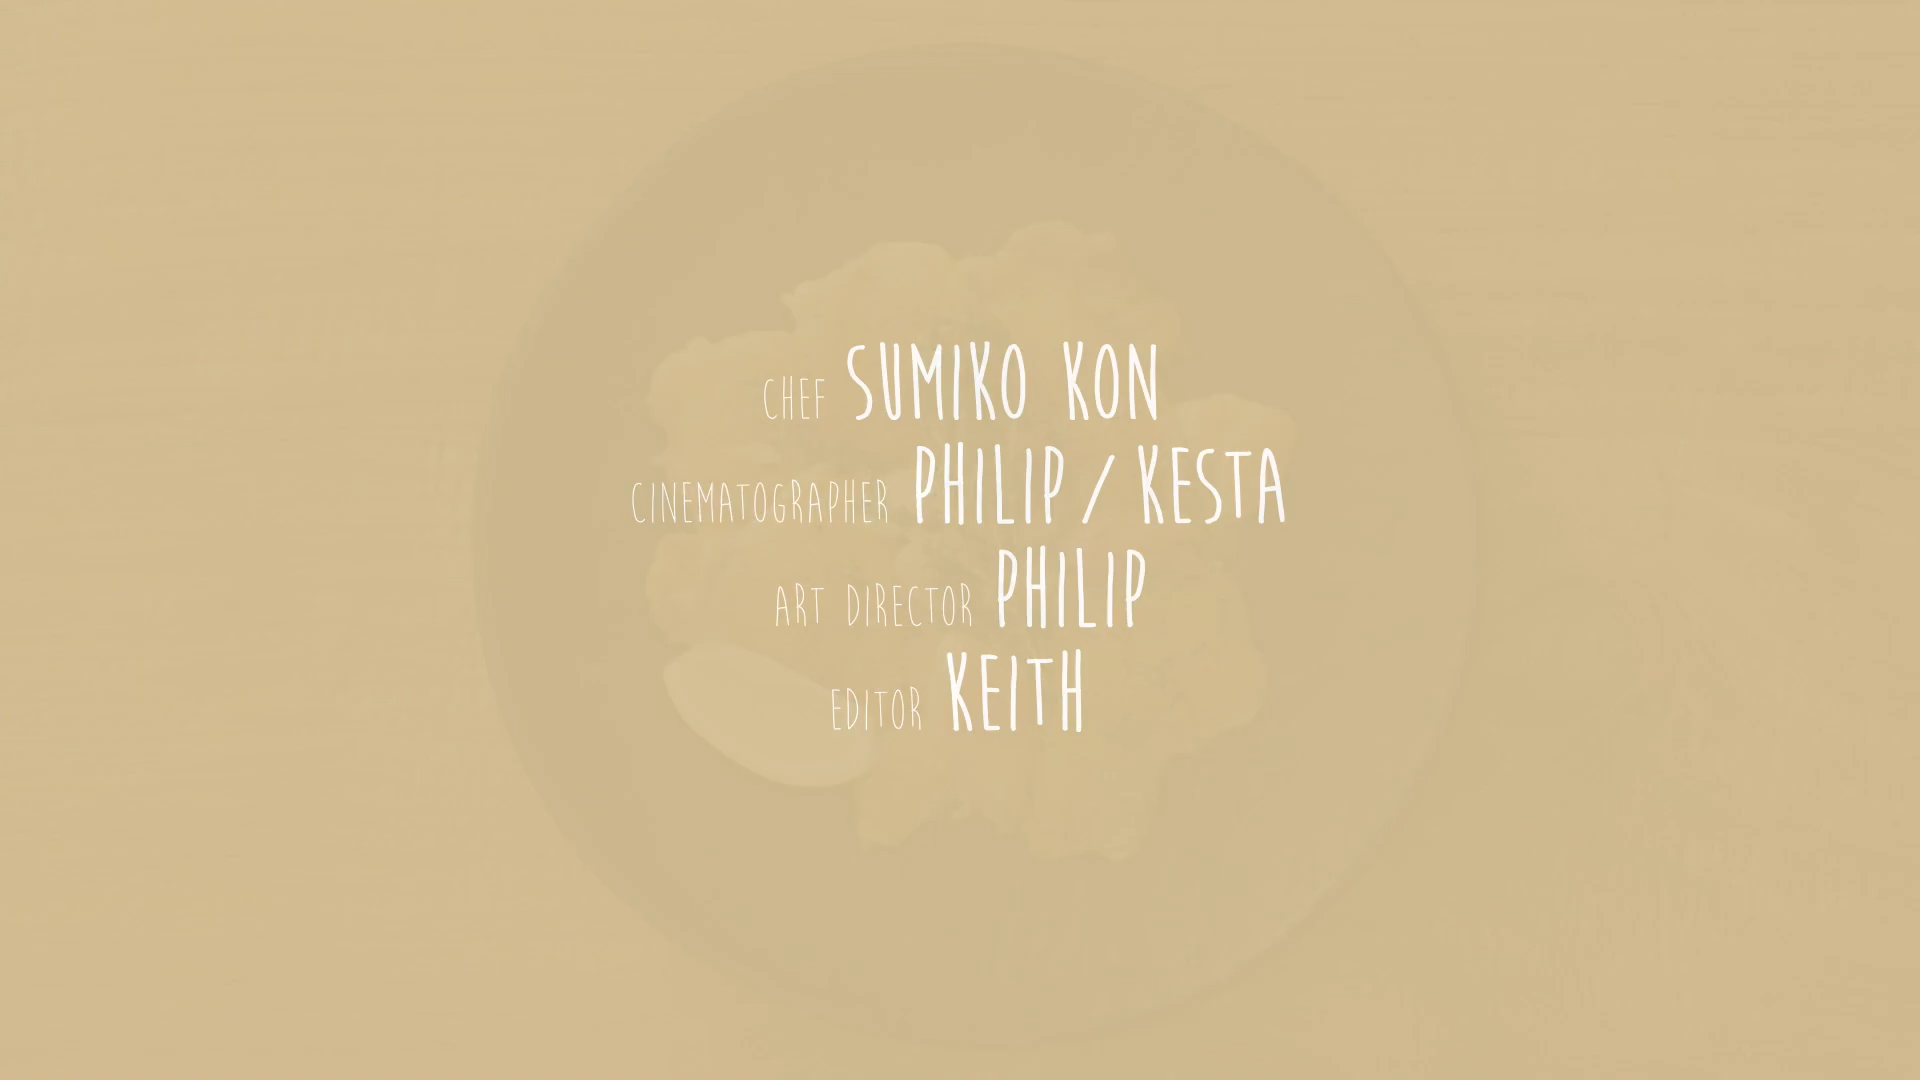 CHEF SUMIKO KON
CINEMATOGRAPHER PHILIP / KESTA
ART DIRECTOR PHILIP
EDITOR KEITH